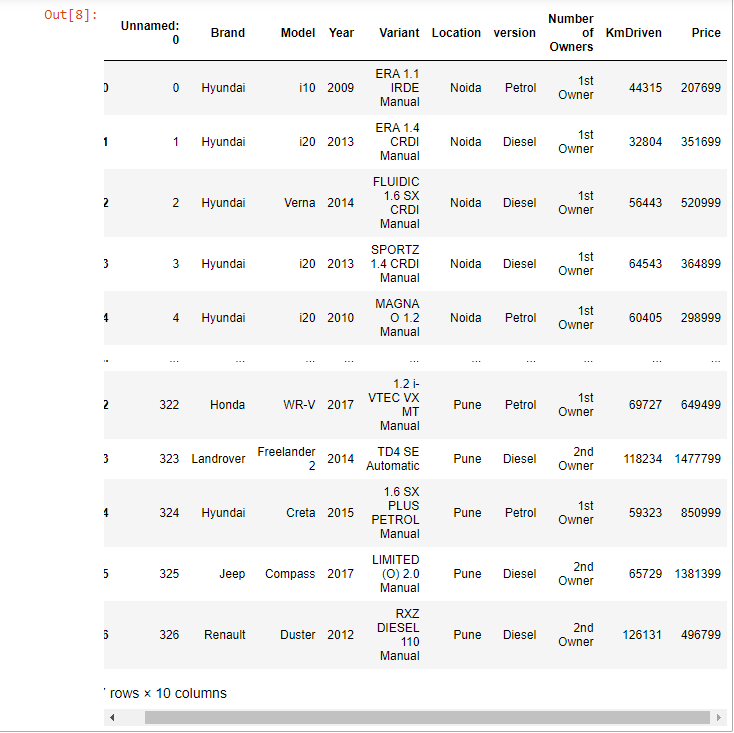 Out[8]:
Unnamed: 0 Brand Model Year Variant Location version Number of Owners KmDriven Price
0 0 Hyundai i10 2009 ERA 1.1 IRDE Manual Noida Petrol 1st Owner 44315 207699
1 1 Hyundai i20 2013 ERA 1.4 CRDI Manual Noida Diesel 1st Owner 32804 351699
2 2 Hyundai Verna 2014 FLUIDIC 1.6 SX CRDI Manual Noida Diesel 1st Owner 56443 520999
3 3 Hyundai i20 2013 SPORTZ 1.4 CRDI Manual Noida Diesel 1st Owner 64543 364899
4 4 Hyundai i20 2010 MAGNA O 1.2 Manual Noida Petrol 1st Owner 60405 298999
... ... ... ... ... ... ... ... ... ... ...
2 322 Honda WR-V 2017 1.2 i-VTEC VX MT Manual Pune Petrol 1st Owner 69727 649499
3 323 Landrover Freelander 2 2014 TD4 SE Automatic Pune Diesel 2nd Owner 118234 1477799
4 324 Hyundai Creta 2015 1.6 SX PLUS PETROL Manual Pune Petrol 1st Owner 59323 850999
5 325 Jeep Compass 2017 LIMITED (O) 2.0 Manual Pune Diesel 2nd Owner 65729 1381399
6 326 Renault Duster 2012 RXZ DIESEL 110 Manual Pune Diesel 2nd Owner 126131 496799
rows × 10 columns